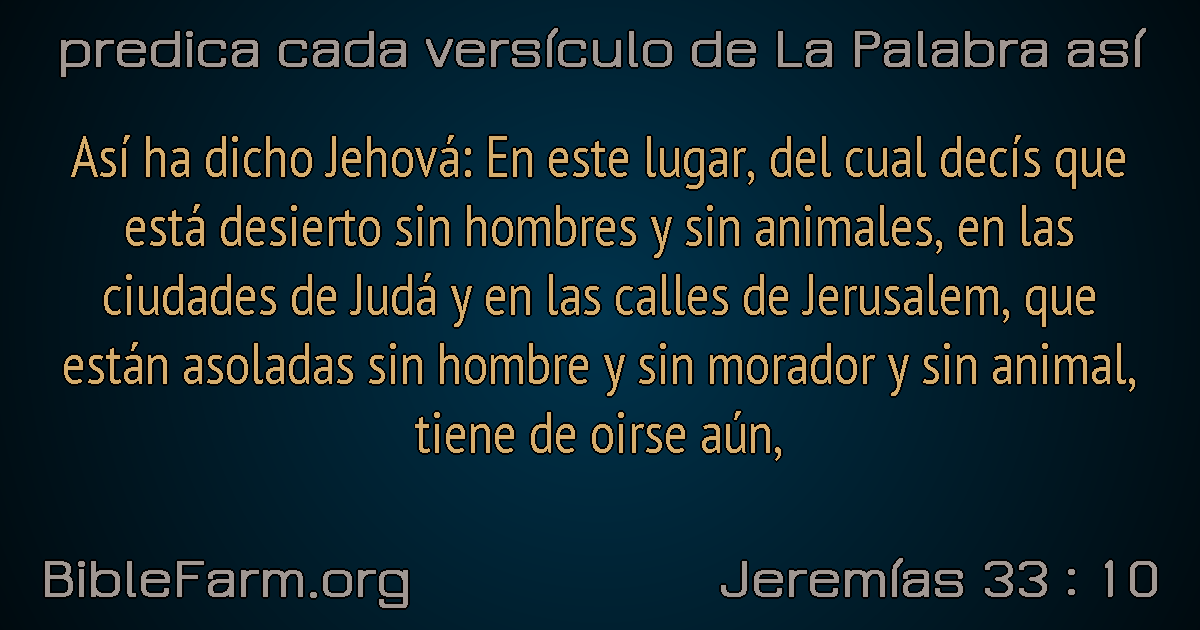 predica cada versículo de La Palabra así
Así ha dicho Jehová: En este lugar, del cual decís que
está desierto sin hombres y sin animales, en las
ciudades de Judá y en las calles de Jerusalem, que
están asoladas sin hombre y sin morador y sin animal,
tiene de oirse aún,
BibleFarm.org
Jeremías 33 : 10